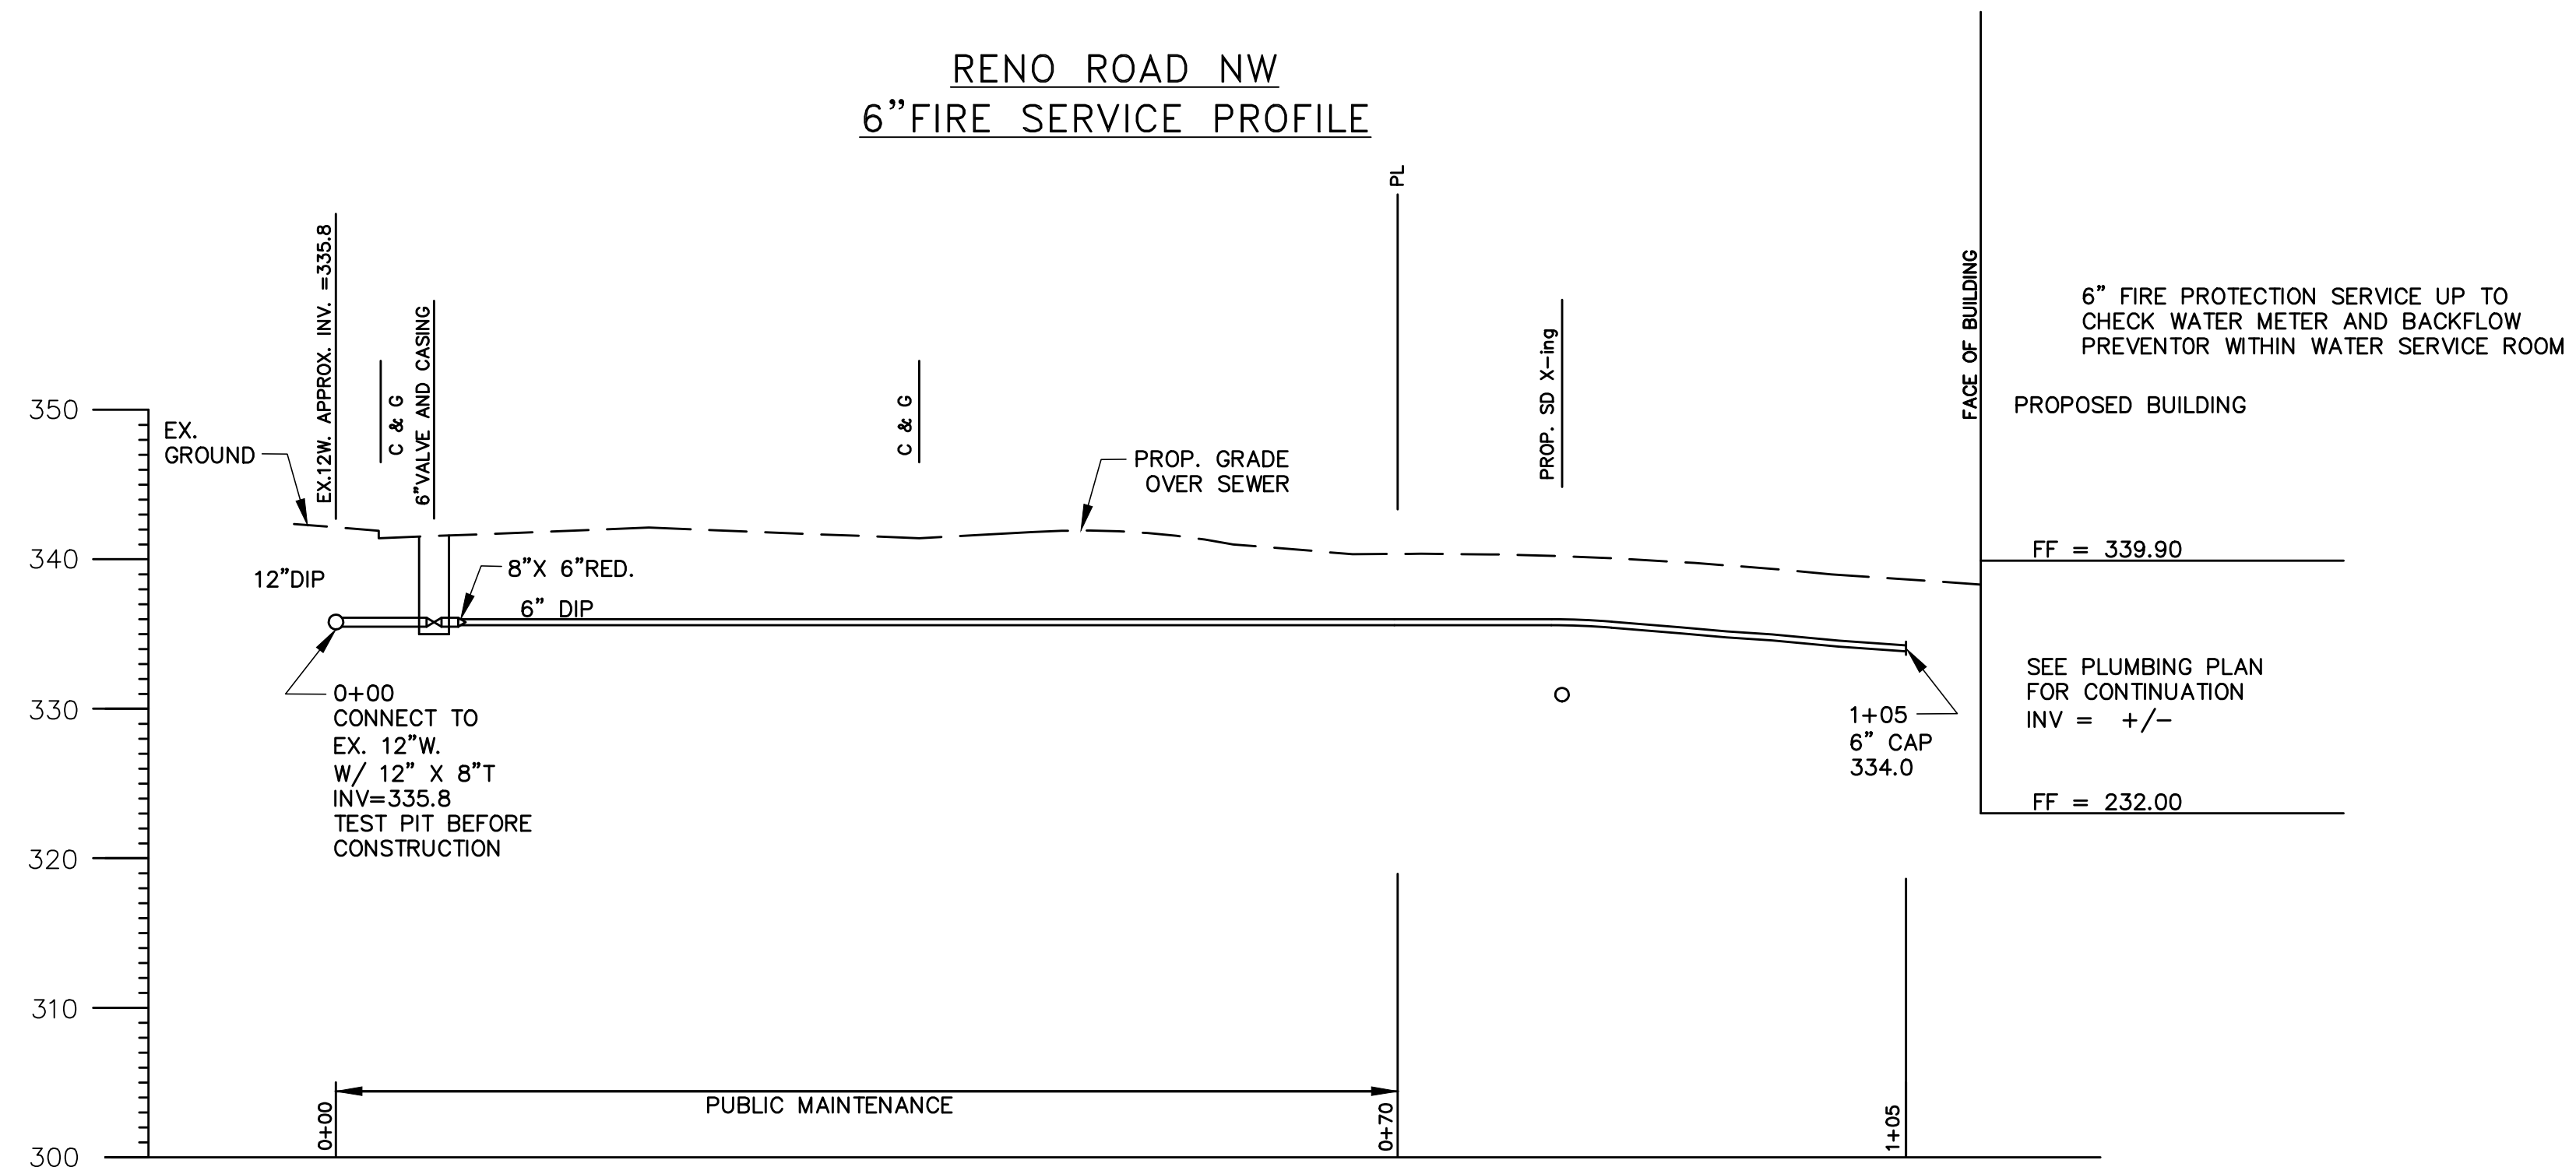 RENO ROAD NW
6"FIRE SERVICE PROFILE
EX.12W. APPROX. INV. =335.8
C & G
6"VALVE AND CASING
C & G
PL
PROP. SD X-ing
FACE OF BUILDING
6" FIRE PROTECTION SERVICE UP TO
CHECK WATER METER AND BACKFLOW
PREVENTOR WITHIN WATER SERVICE ROOM
PROPOSED BUILDING
350
EX.
GROUND
PROP. GRADE
OVER SEWER
340
FF = 339.90
12"DIP
8"X 6"RED.
6" DIP
330
0+00
CONNECT TO
EX. 12"W.
W/ 12" X 8"T
INV=335.8
TEST PIT BEFORE
CONSTRUCTION
1+05
6" CAP
334.0
SEE PLUMBING PLAN
FOR CONTINUATION
INV = +/-
FF = 232.00
320
310
PUBLIC MAINTENANCE
0+00
0+70
1+05
300